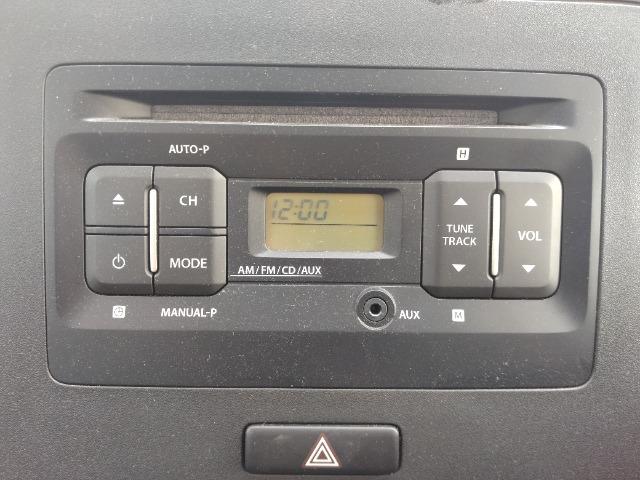 AUTO-P
H
CH
12:00
TUNE
TRACK
VOL
MODE
AM/FM/CD/AUX
MANUAL-P
AUX
M